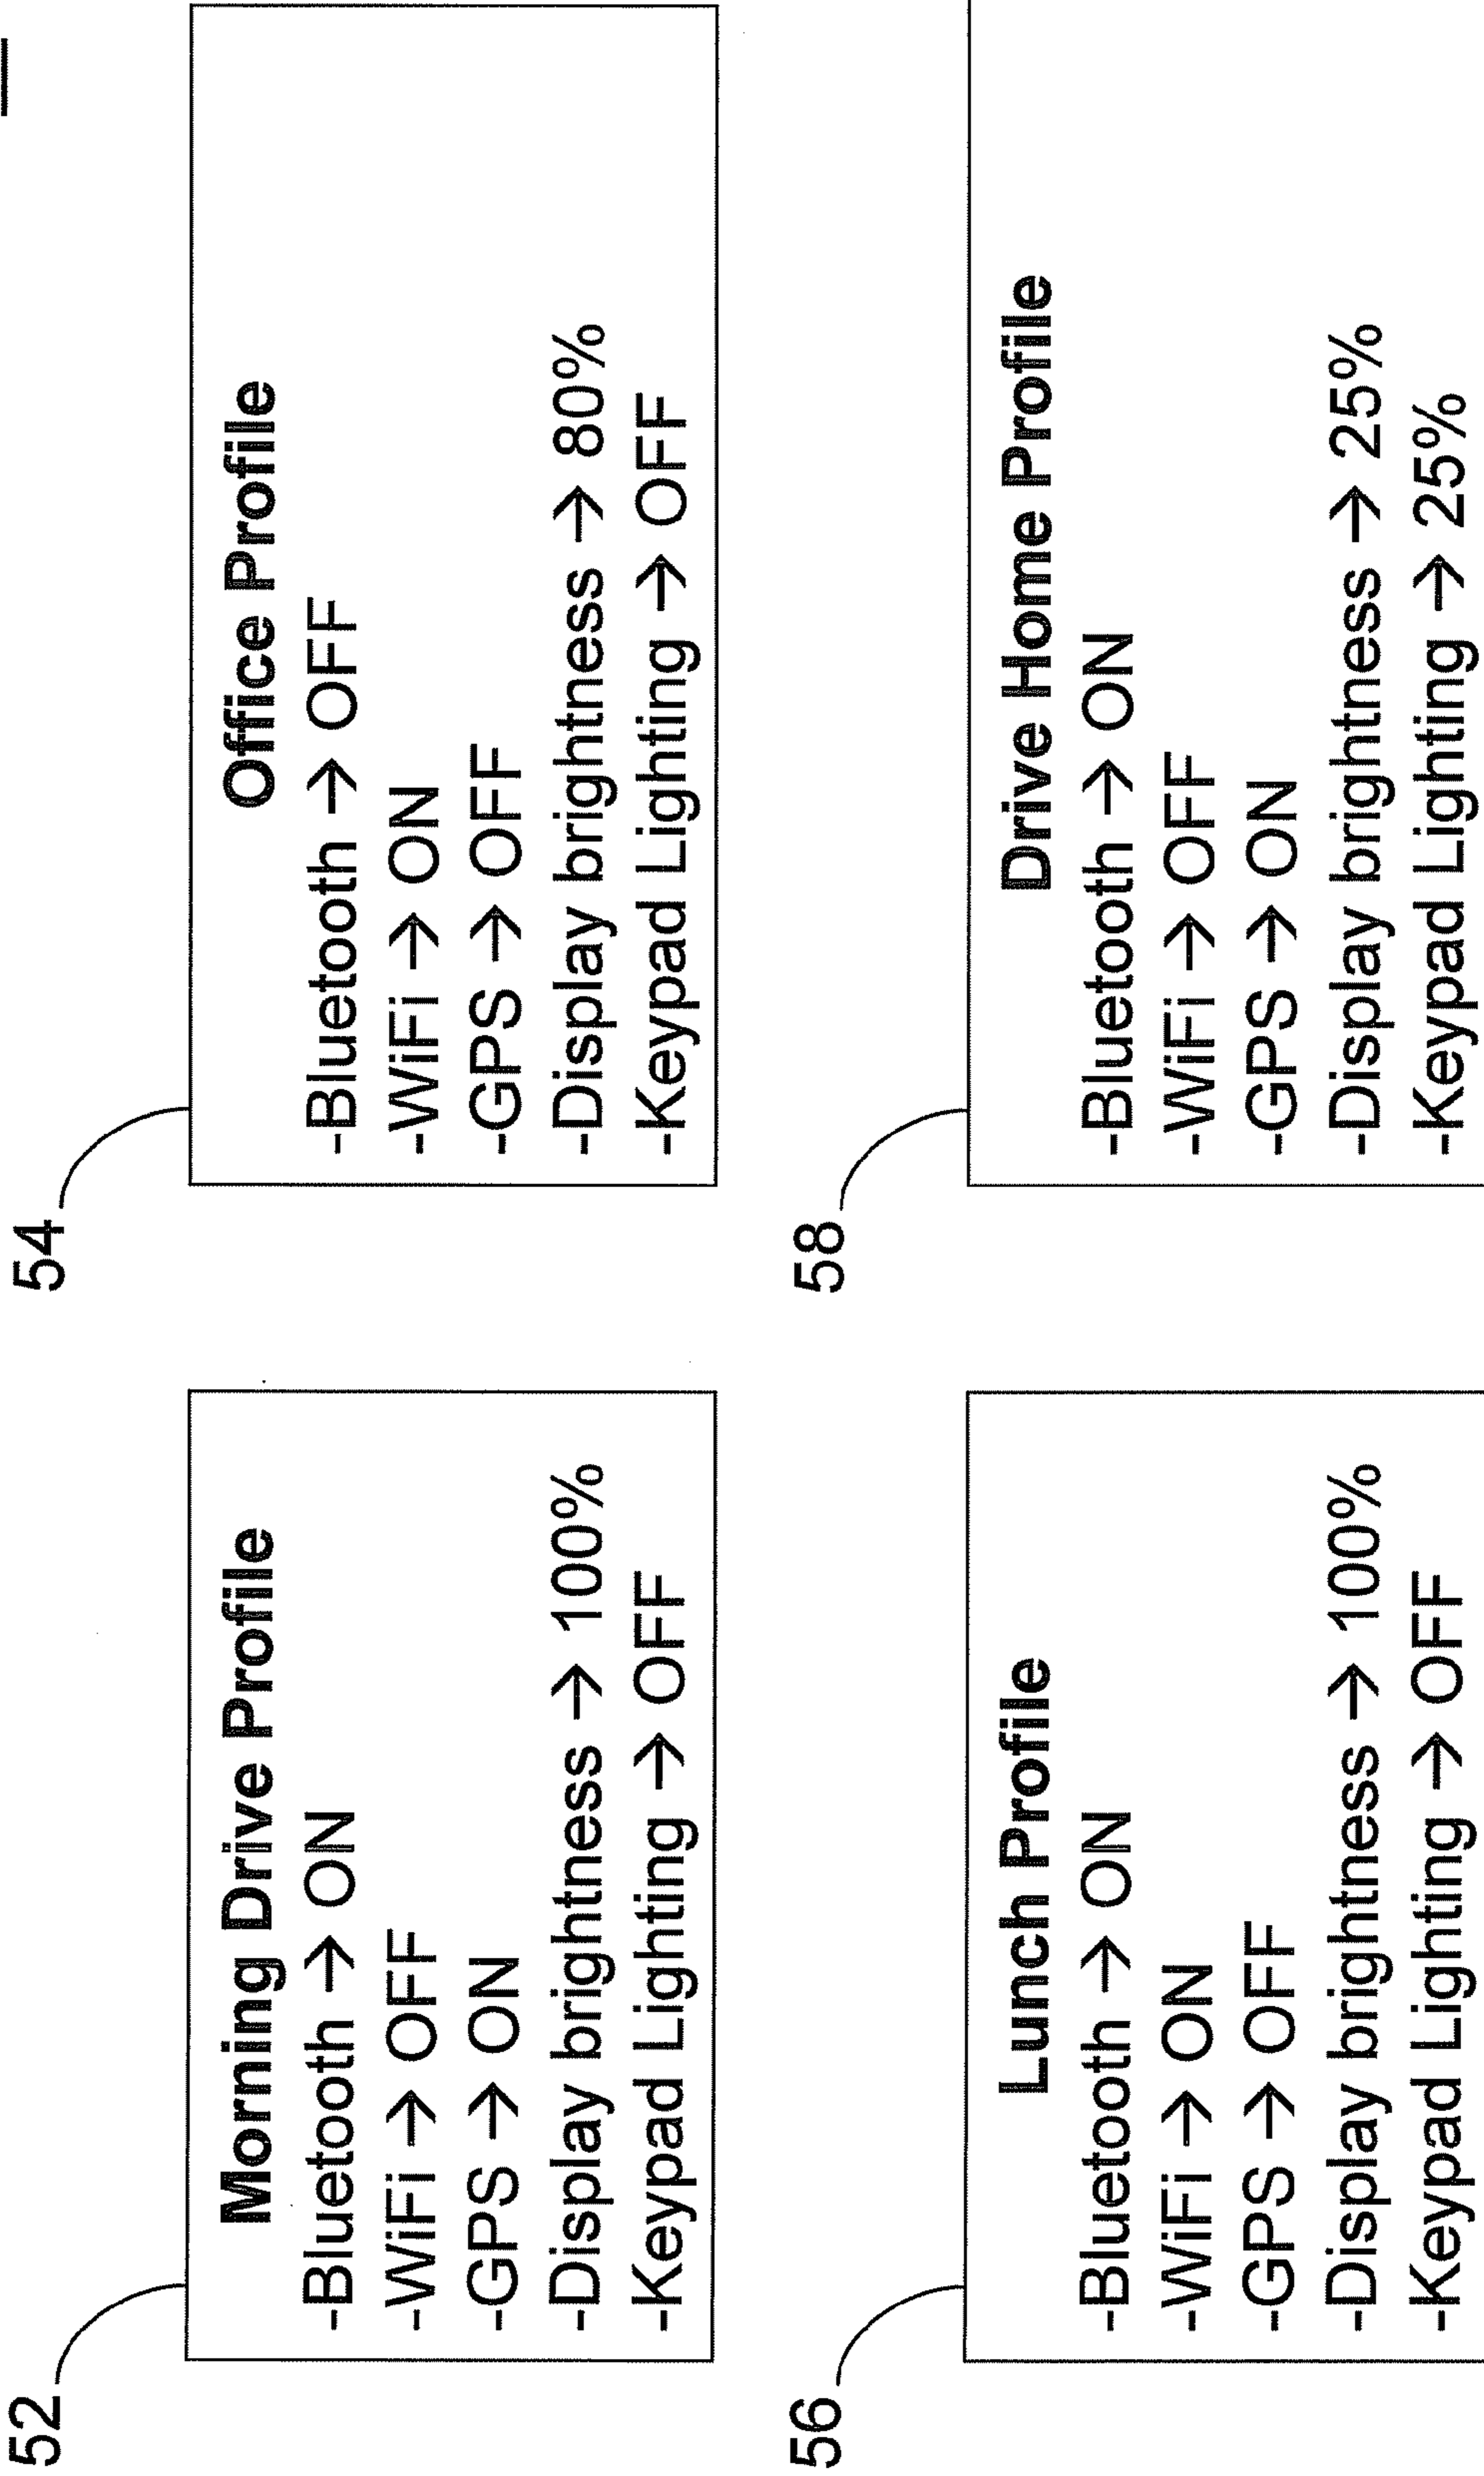 52
Morning Drive Profile
-Bluetooth → ON
-WiFi → OFF
-GPS → ON
-Display brightness → 100%
-Keypad Lighting → OFF
54
Office Profile
-Bluetooth → OFF
-WiFi → ON
-GPS → OFF
-Display brightness → 80%
-Keypad Lighting → OFF
56
Lunch Profile
-Bluetooth → ON
-WiFi → ON
-GPS → OFF
-Display brightness → 100%
-Keypad Lighting → OFF
58
Drive Home Profile
-Bluetooth → ON
-WiFi → OFF
-GPS → ON
-Display brightness → 25%
-Keypad Lighting → 25%